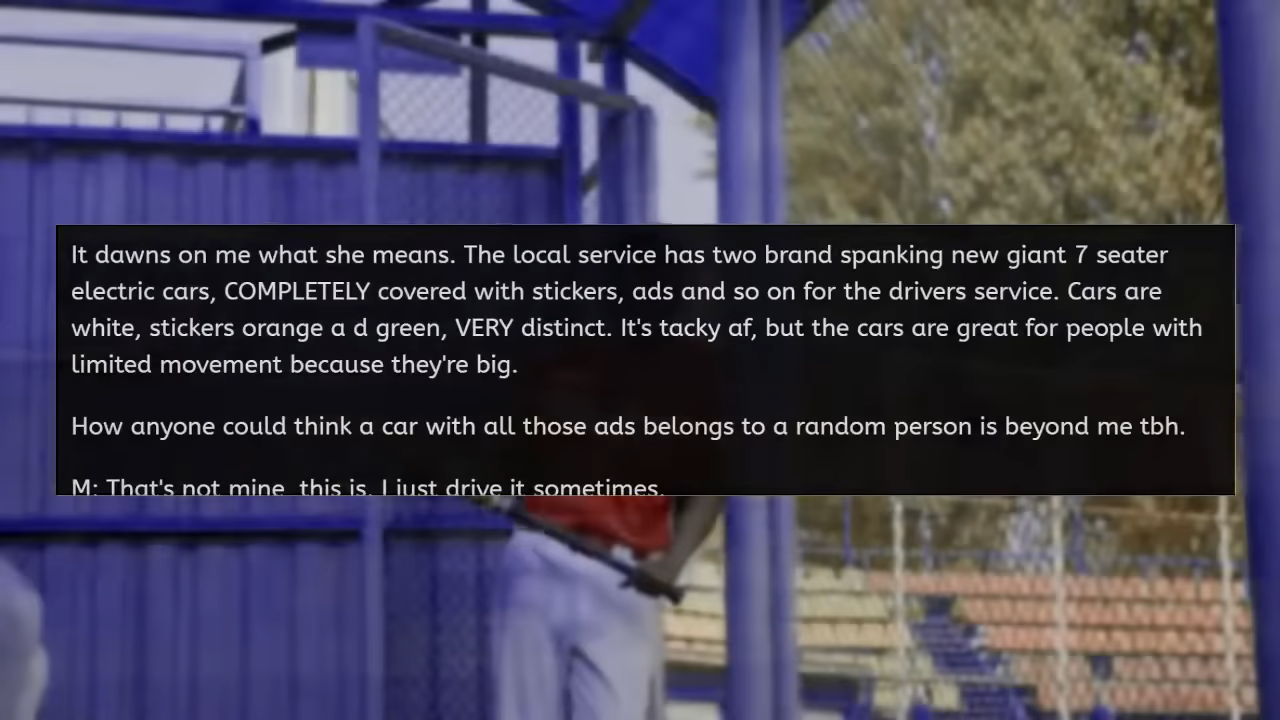 It dawns on me what she means. The local service has two brand spanking new giant 7 seater
electric cars, COMPLETELY covered with stickers, ads and so on for the drivers service. Cars are
white, stickers orange a d green, VERY distinct. It's tacky af, but the cars are great for people with
limited movement because they're big.
How anyone could think a car with all those ads belongs to a random person is beyond me tbh.
M: That's not mine, this is. I just drive it sometimes.